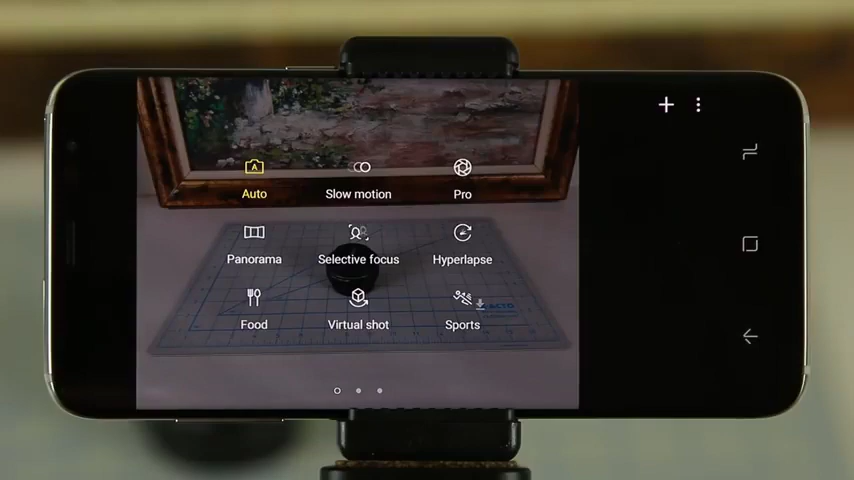 Auto
Slow motion
Pro
Panorama
Selective focus
Hyperlapse
Food
Virtual shot
Sports